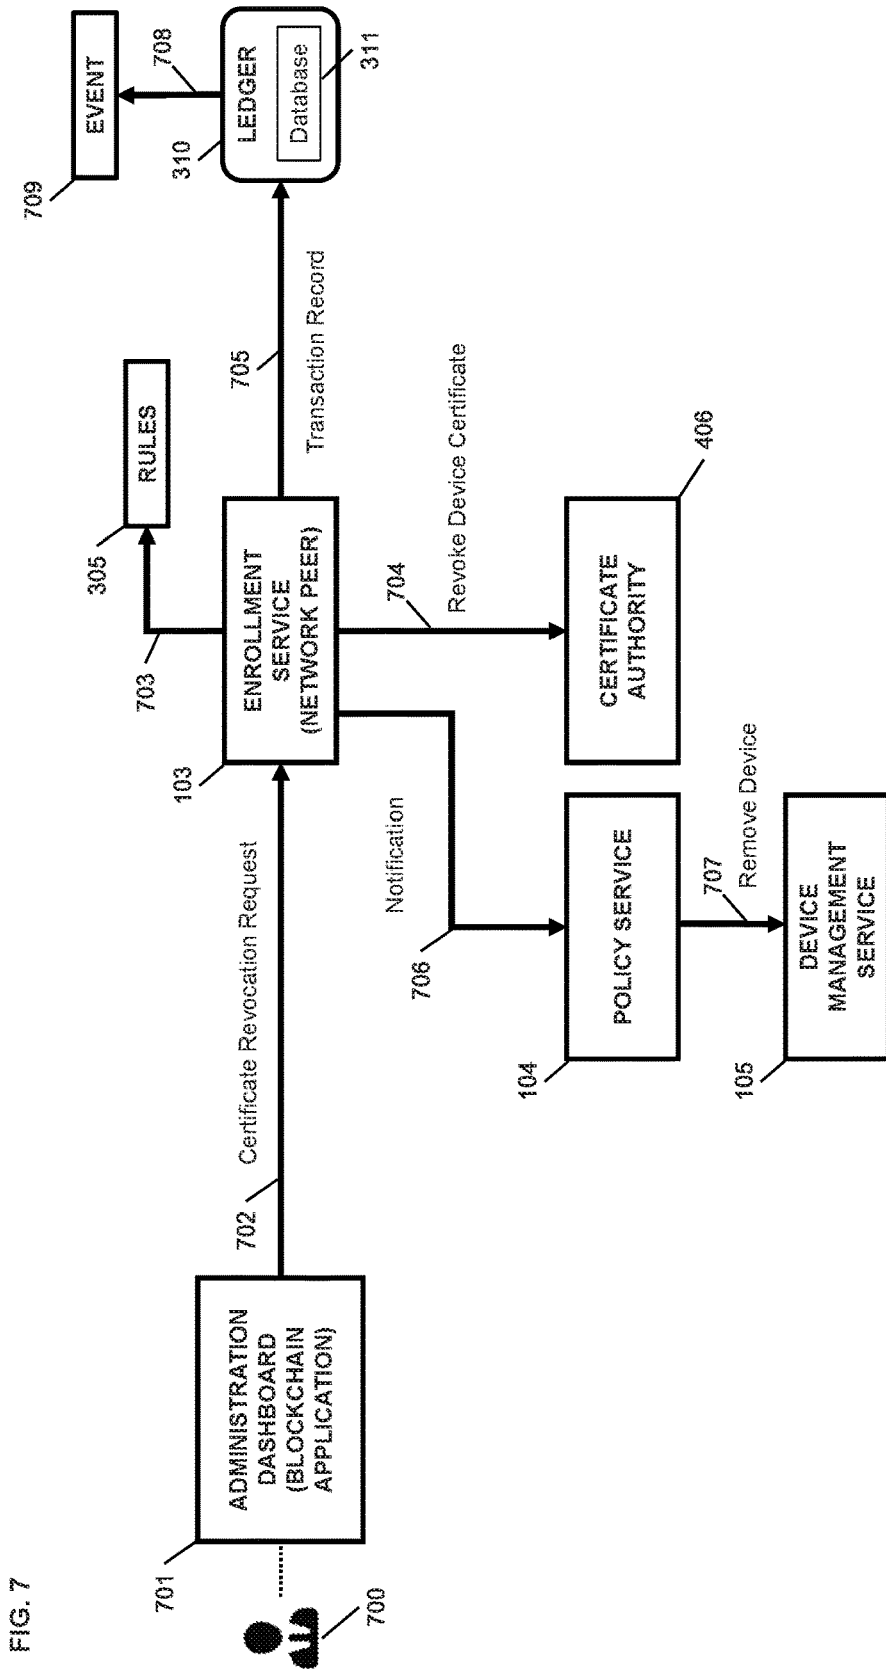 FIG. 7
700
701
ADMINISTRATION
DASHBOARD
(BLOCKCHAIN
APPLICATION)
702
Certificate Revocation Request
103
ENROLLMENT
SERVICE
(NETWORK PEER)
703
305
RULES
705
Transaction Record
310
LEDGER
Database
311
708
709
EVENT
704
Revoke Device Certificate
406
CERTIFICATE
AUTHORITY
Notification
706
104
POLICY SERVICE
707
Remove Device
105
DEVICE
MANAGEMENT
SERVICE